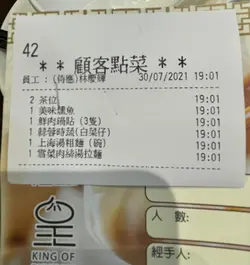 42
** 顧客點菜 **
員工： (侍應)林慶輝 30/07/2021 19:01
2 茶位 19:01
1 美味燻魚 19:01
1 鮮肉鍋貼 (3隻) 19:01
1 蒜蓉時蔬(白菜仔) 19:01
1 上海湯粗麵 (碗) 19:01
1 雪菜肉絲湯拉麵 19:01
KING OF
人 數:
經手人: